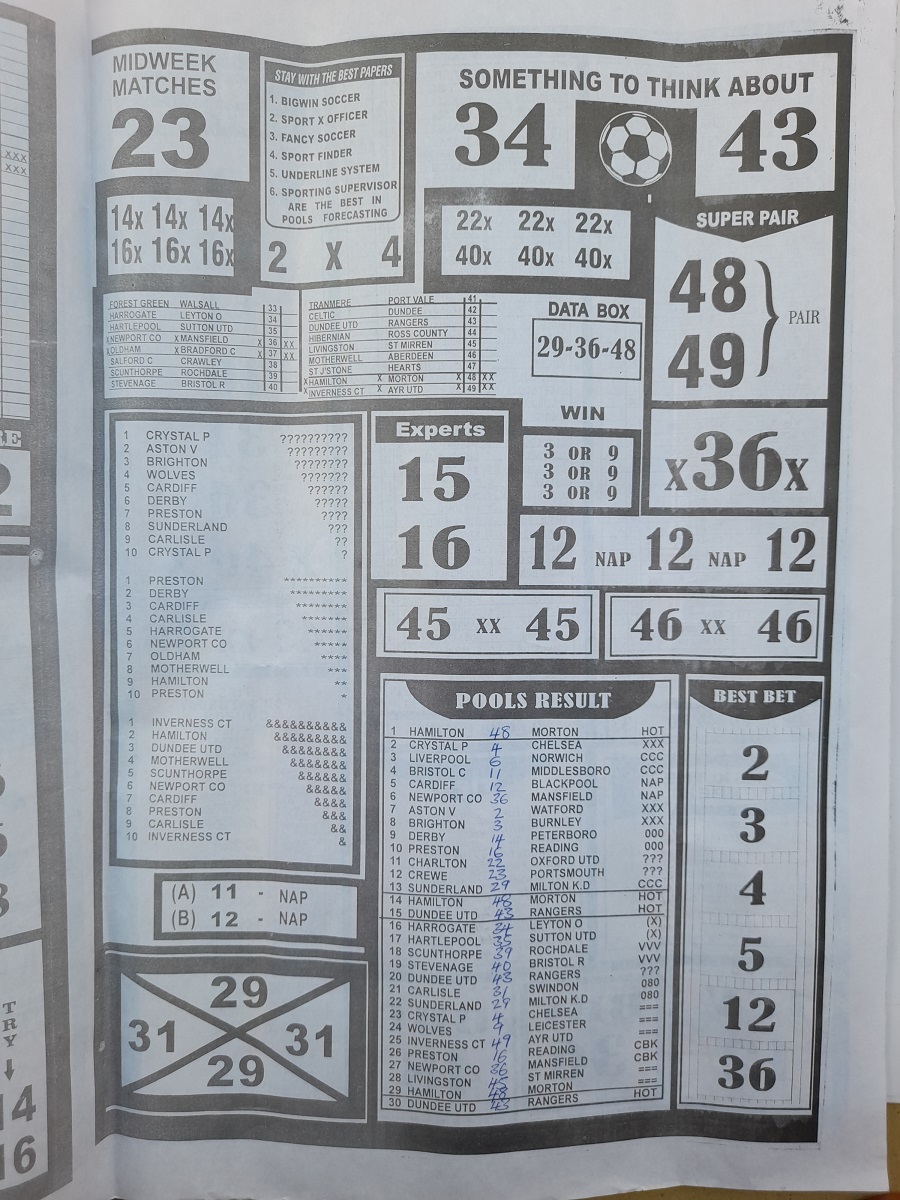 MIDWEEK
MATCHES
23
14x 14x 14x
16x 16x 16x
STAY WITH THE BEST PAPERS
1. BIGWIN SOCCER
2. SPORT X OFFICER
3. FANCY SOCCER
4. SPORT FINDER
5. UNDERLINE SYSTEM
6. SPORTING SUPERVISOR
ARE THE BEST IN
POOLS FORECASTING
2 X 4
SOMETHING TO THINK ABOUT
34 43
22x 22x 22x
40x 40x 40x
SUPER PAIR
48
49
PAIR
FOREST GREEN WALSALL 33
HARROGATE LEYTON O 34
HARTLEPOOL SUTTON UTD 35
XNEWPORT CO XMANSFIELD X 36 XX
XOLDHAM XBRADFORD C X 37 XX
SALFORD C CRAWLEY 38
SCUNTHORPE ROCHDALE 39
STEVENAGE BRISTOL R 40
TRANMERE PORT VALE 41
CELTIC DUNDEE 42
DUNDEE UTD RANGERS 43
HIBERNIAN ROSS COUNTY 44
LIVINGSTON ST MIRREN 45
MOTHERWELL ABERDEEN 46
ST J'STONE HEARTS 47
XHAMILTON X MORTON X 48 XX
XINVERNESS CT X AYR UTD X 49 XX
DATA BOX
29-36-48
WIN
3 OR 9
3 OR 9
3 OR 9
X36X
1 CRYSTAL P ??????????
2 ASTON V ?????????
3 BRIGHTON ????????
4 WOLVES ???????
5 CARDIFF ??????
6 DERBY ?????
7 PRESTON ????
8 SUNDERLAND ???
9 CARLISLE ??
10 CRYSTAL P ?
1 PRESTON **********
2 DERBY *********
3 CARDIFF ********
4 CARLISLE *******
5 HARROGATE ******
6 NEWPORT CO *****
7 OLDHAM ****
8 MOTHERWELL ***
9 HAMILTON **
10 PRESTON *
1 INVERNESS CT &&&&&&&&&&
2 HAMILTON &&&&&&&&&
3 DUNDEE UTD &&&&&&&&
4 MOTHERWELL &&&&&&&
5 SCUNTHORPE &&&&&&
6 NEWPORT CO &&&&&
7 CARDIFF &&&&
8 PRESTON &&&
9 CARLISLE &&
10 INVERNESS CT &
Experts
15
16
12 NAP 12 NAP 12
45 XX 45
46 XX 46
(A) 11 - NAP
(B) 12 - NAP
29
31 31
29
POOLS RESULT
1 HAMILTON 48 MORTON HOT
2 CRYSTAL P 4 CHELSEA XXX
3 LIVERPOOL 6 NORWICH CCC
4 BRISTOL C 11 MIDDLESBORO CCC
5 CARDIFF 12 BLACKPOOL NAP
6 NEWPORT CO 36 MANSFIELD NAP
7 ASTON V 2 WATFORD XXX
8 BRIGHTON 3 BURNLEY XXX
9 DERBY 14 PETERBORO 000
10 PRESTON 16 READING 000
11 CHARLTON 22 OXFORD UTD ???
12 CREWE 23 PORTSMOUTH ???
13 SUNDERLAND 29 MILTON K.D CCC
14 HAMILTON 48 MORTON HOT
15 DUNDEE UTD 43 RANGERS HOT
16 HARROGATE 34 LEYTON O (X)
17 HARTLEPOOL 35 SUTTON UTD (X)
18 SCUNTHORPE 39 ROCHDALE VVV
19 STEVENAGE 40 BRISTOL R VVV
20 DUNDEE UTD 43 RANGERS ???
21 CARLISLE 31 SWINDON 080
22 SUNDERLAND 29 MILTON K.D 080
23 CRYSTAL P 4 CHELSEA ===
24 WOLVES 9 LEICESTER ===
25 INVERNESS CT 49 AYR UTD ===
26 PRESTON 16 READING CBK
27 NEWPORT CO 36 MANSFIELD CBK
28 LIVINGSTON 45 ST MIRREN ===
29 HAMILTON 48 MORTON ===
30 DUNDEE UTD 43 RANGERS HOT
BEST BET
2
3
4
5
12
36
XXX
XXX
T
R
Y
14
16